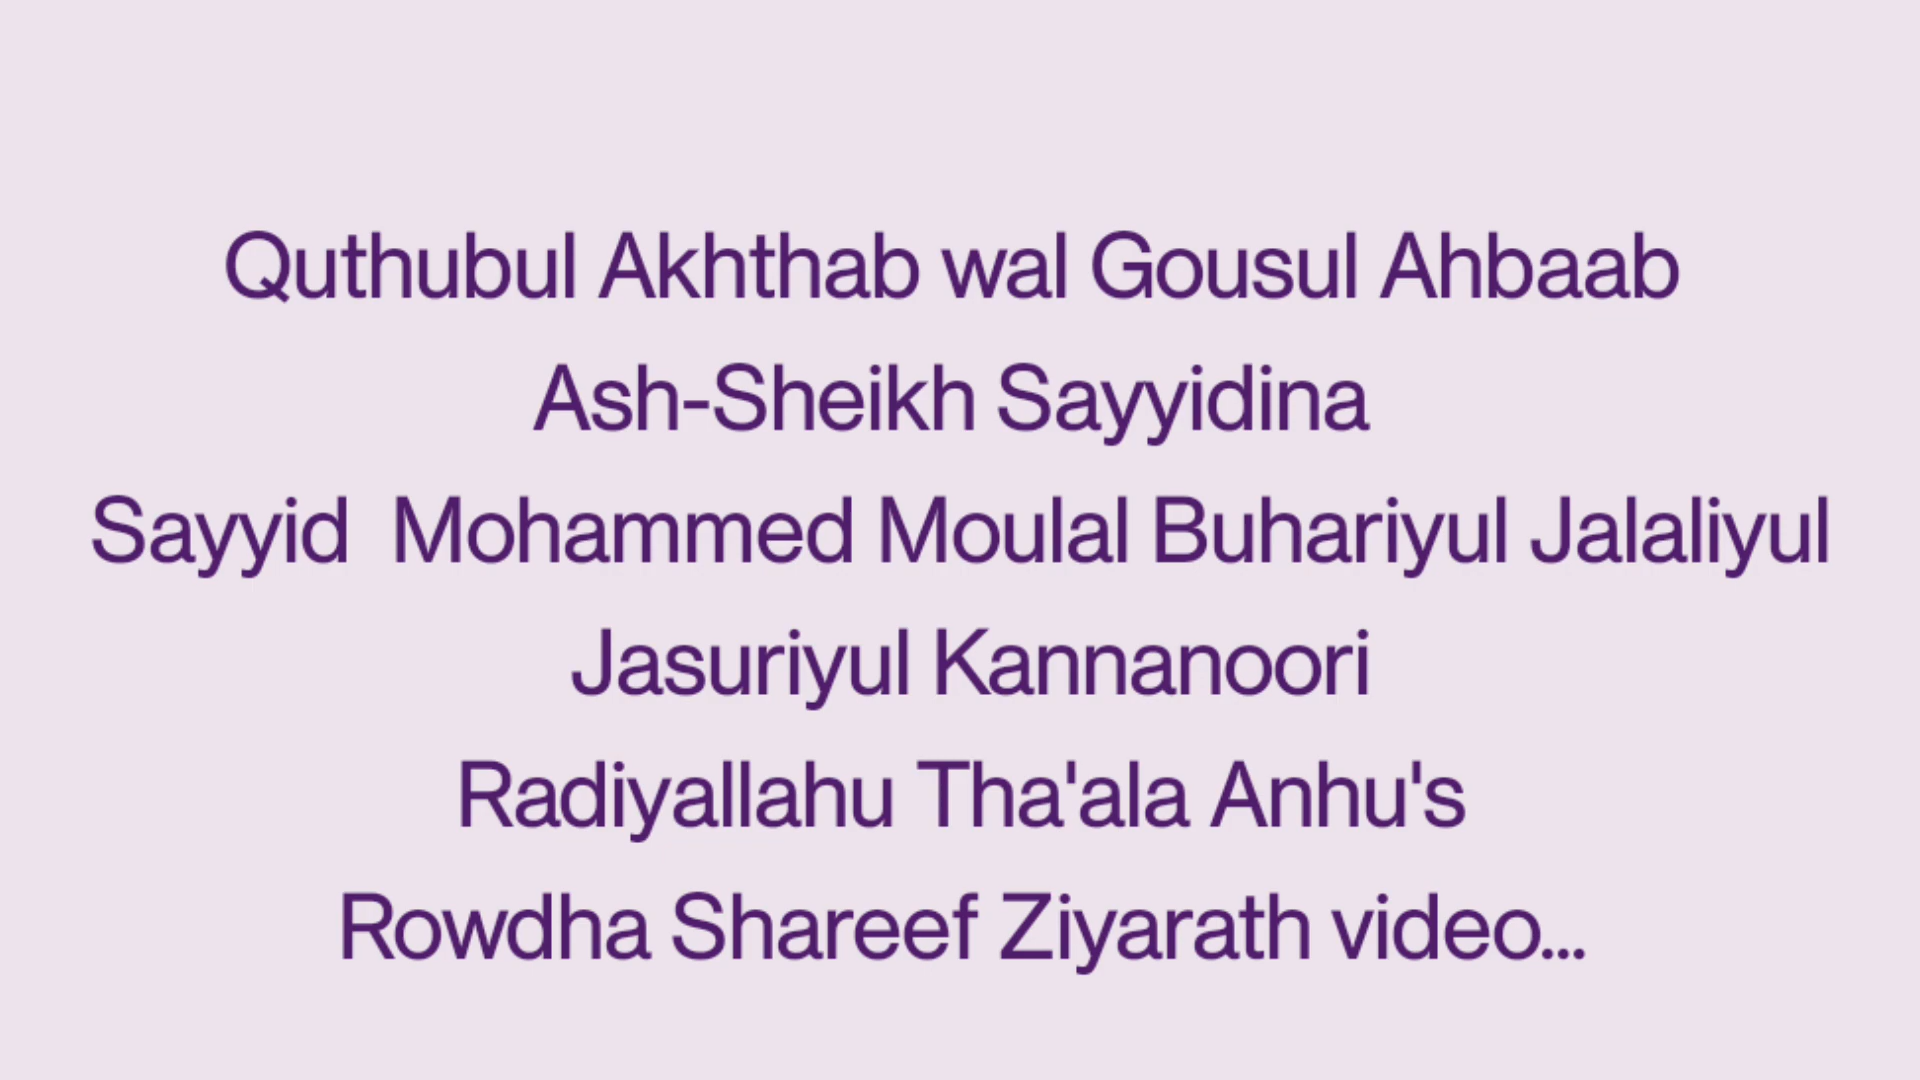 Quthubul Akhthab wal Gousul Ahbaab
Ash-Sheikh Sayyidina
Sayyid  Mohammed Moulal Buhariyul Jalaliyul
Jasuriyul Kannanoori
Radiyallahu Tha'ala Anhu's
Rowdha Shareef Ziyarath video...